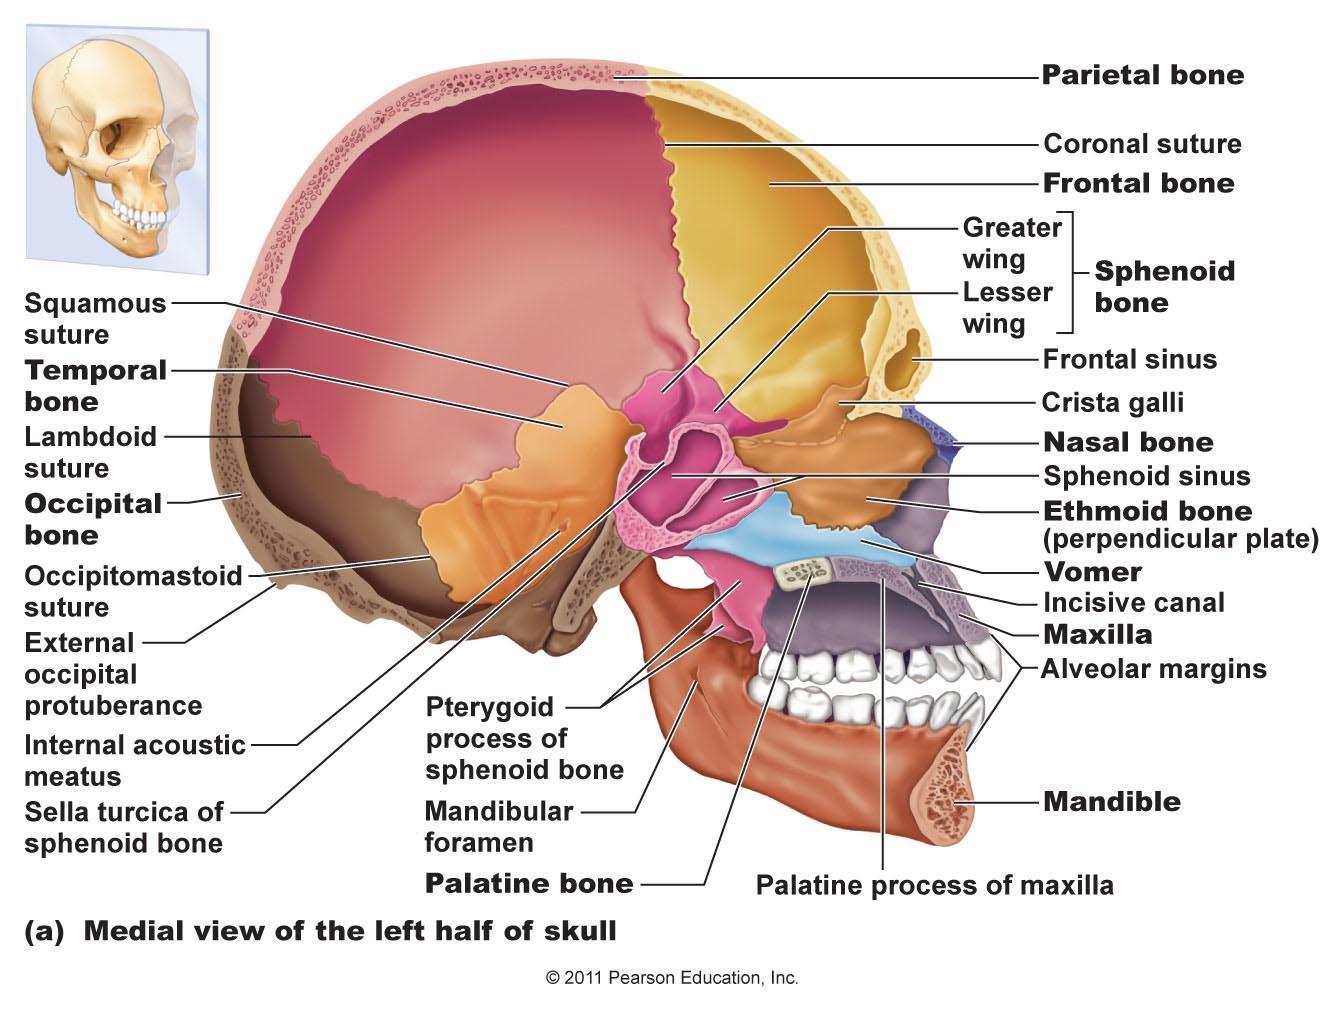 Parietal bone
Coronal suture
Frontal bone
Greater
wing
Lesser
wing
Sphenoid
bone
Frontal sinus
Crista galli
Nasal bone
Sphenoid sinus
Ethmoid bone
(perpendicular plate)
Vomer
Incisive canal
Maxilla
Alveolar margins
Mandible
Squamous
suture
Temporal
bone
Lambdoid
suture
Occipital
bone
Occipitomastoid
suture
External
occipital
protuberance
Internal acoustic
meatus
Sella turcica of
sphenoid bone
Pterygoid
process of
sphenoid bone
Mandibular
foramen
Palatine bone
Palatine process of maxilla
(a) Medial view of the left half of skull
© 2011 Pearson Education, Inc.